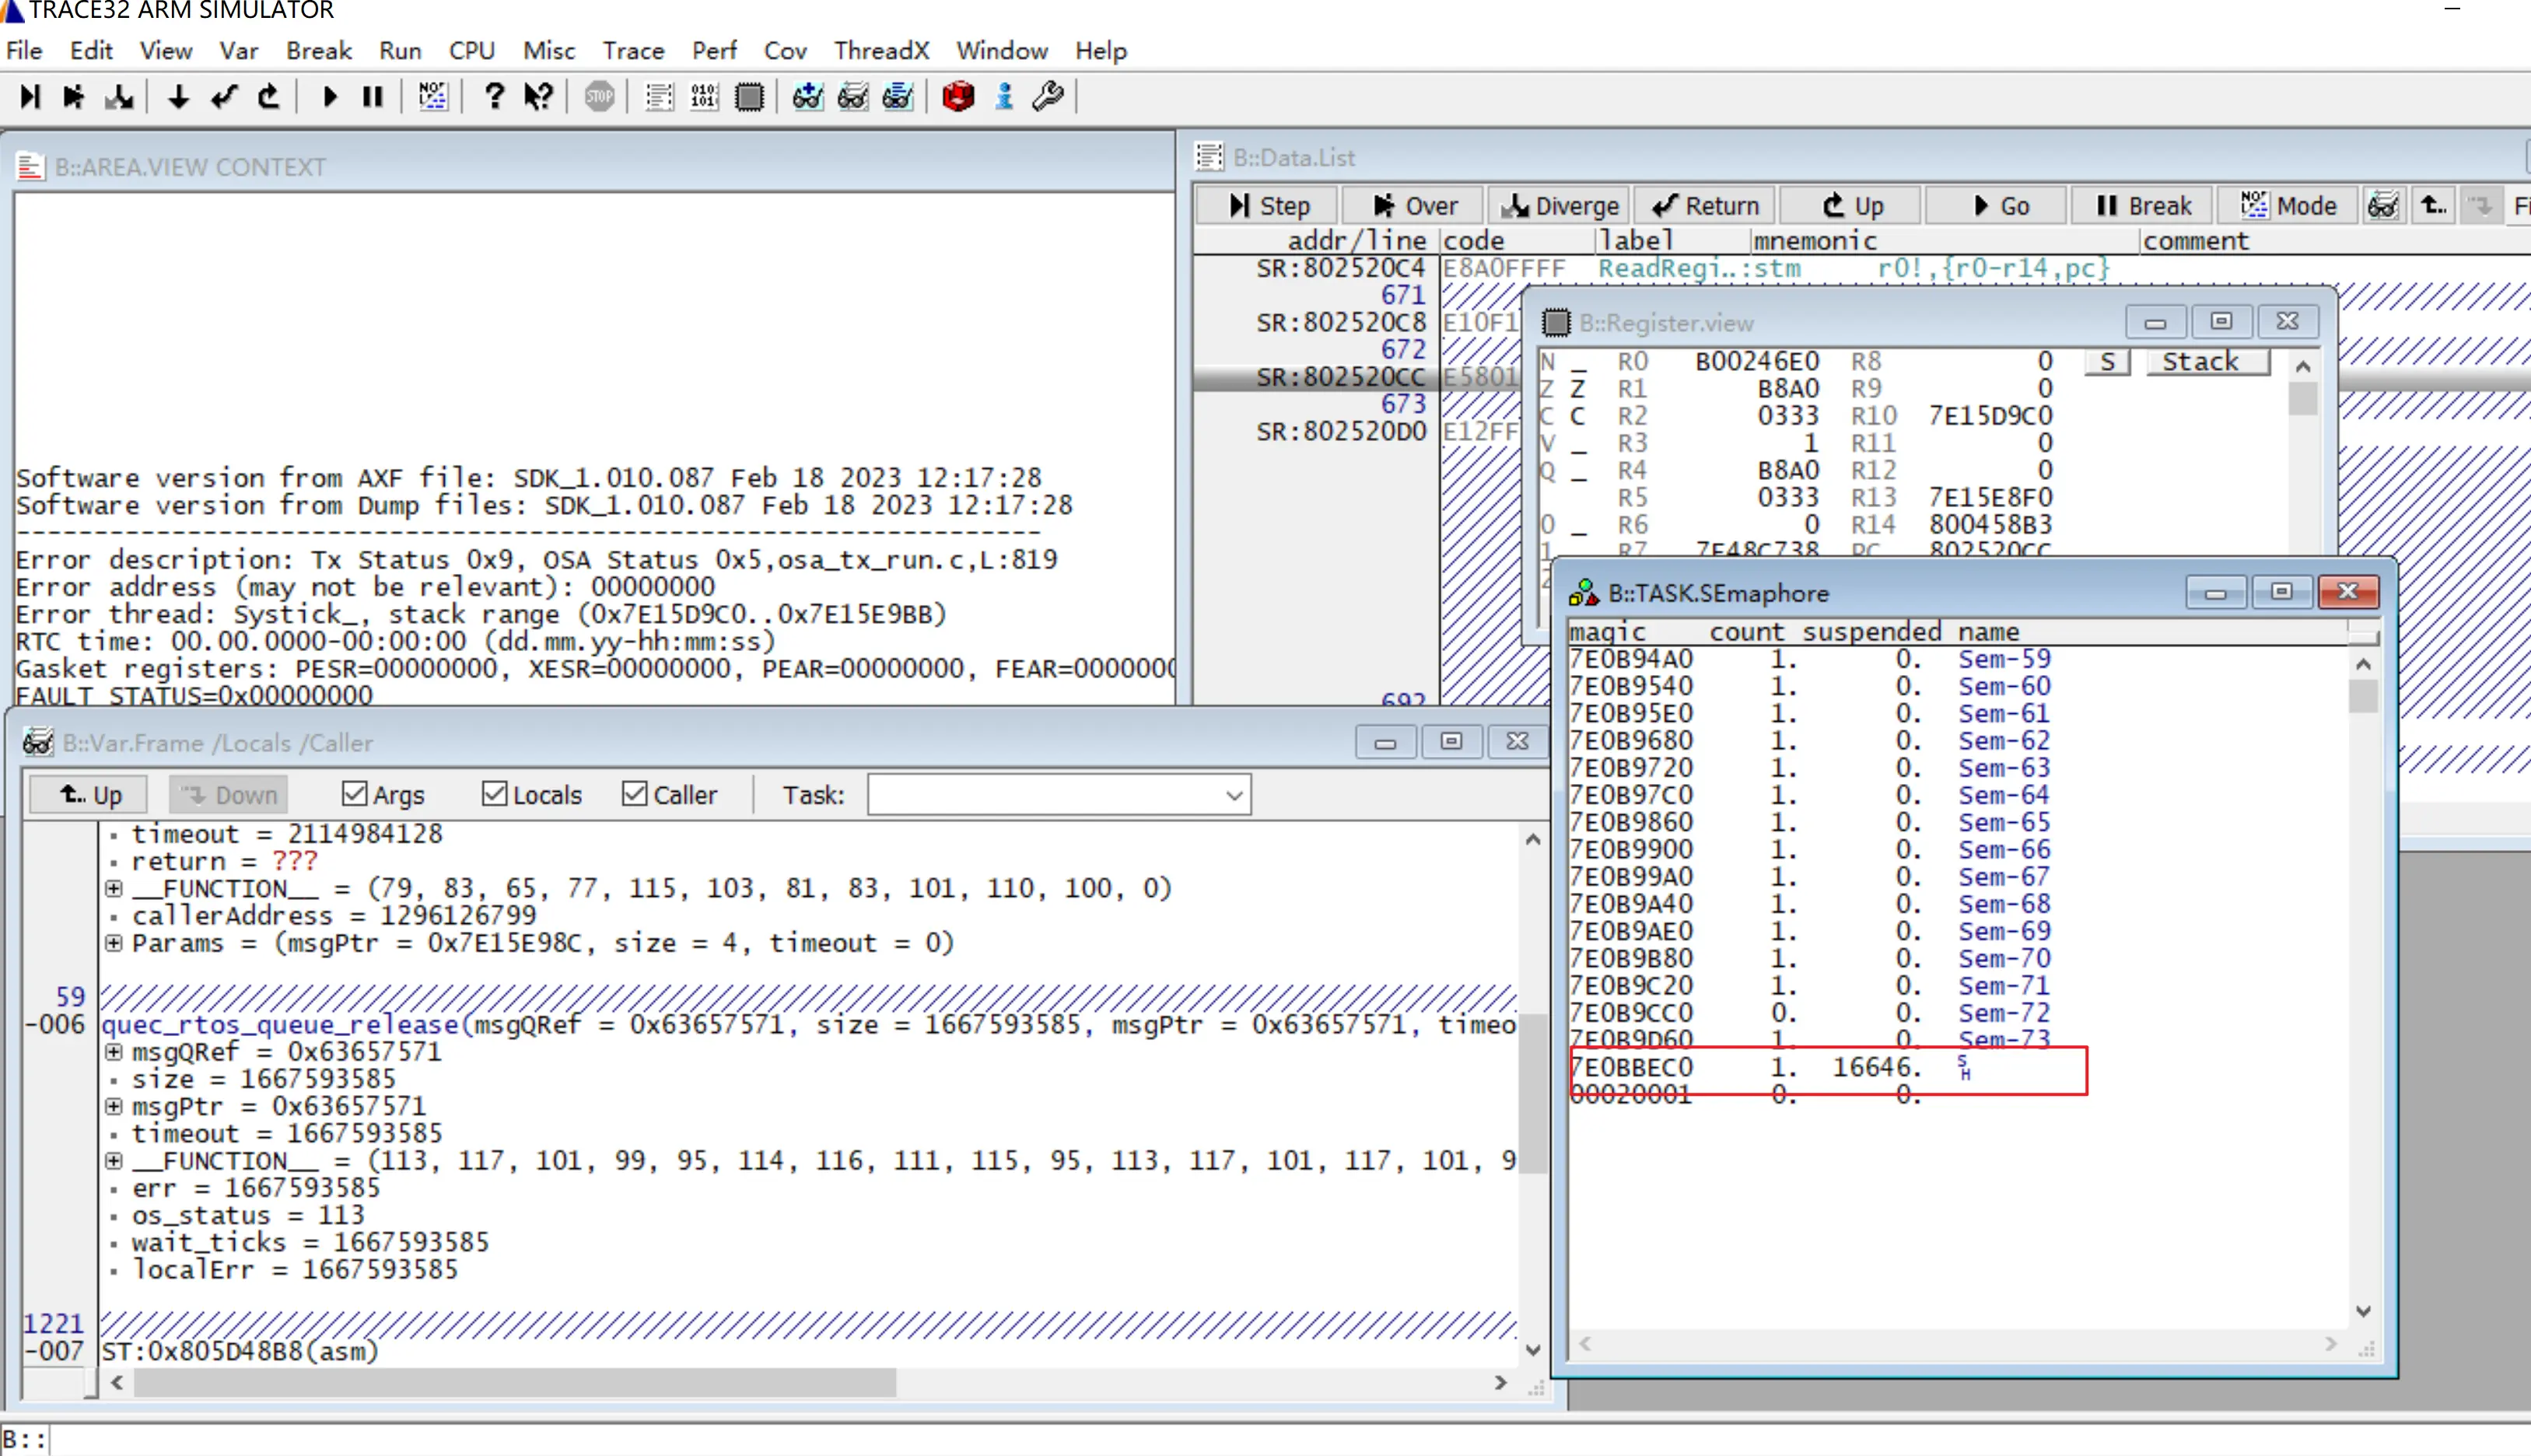 TRACE32 ARM SIMULATOR
File Edit View Var Break Run CPU Misc Trace Perf Cov ThreadX Window Help
B::AREA.VIEW CONTEXT
Software version from AXF file: SDK_1.010.087 Feb 18 2023 12:17:28
Software version from Dump files: SDK_1.010.087 Feb 18 2023 12:17:28
------------------------------------------------------------------
Error description: Tx Status 0x9, OSA Status 0x5,osa_tx_run.c,L:819
Error address (may not be relevant): 00000000
Error thread: Systick_, stack range (0x7E15D9C0..0x7E15E9BB)
RTC time: 00.00.0000-00:00:00 (dd.mm.yy-hh:mm:ss)
Gasket registers: PESR=00000000, XESR=00000000, PEAR=00000000, FEAR=0000000
FAULT_STATUS=0x00000000
B::Data.List
Step Over Diverge Return Up Go Break Mode
addr/line code label mnemonic comment
SR:802520C4 E8A0FFFF ReadRegi..:stm r0!,{r0-r14,pc}
671
SR:802520C8 E10F1
672
SR:802520CC E5801
673
SR:802520D0 E12FF
692
B::Register.view
N _ R0 B00246E0 R8 0 S Stack
Z Z R1 B8A0 R9 0
C C R2 0333 R10 7E15D9C0
V _ R3 1 R11 0
Q _ R4 B8A0 R12 0
R5 0333 R13 7E15E8F0
0 _ R6 0 R14 800458B3
1 R7 7E48C738 PC 802520CC
B::TASK.SEmaphore
magic count suspended name
7E0B94A0 1. 0. Sem-59
7E0B9540 1. 0. Sem-60
7E0B95E0 1. 0. Sem-61
7E0B9680 1. 0. Sem-62
7E0B9720 1. 0. Sem-63
7E0B97C0 1. 0. Sem-64
7E0B9860 1. 0. Sem-65
7E0B9900 1. 0. Sem-66
7E0B99A0 1. 0. Sem-67
7E0B9A40 1. 0. Sem-68
7E0B9AE0 1. 0. Sem-69
7E0B9B80 1. 0. Sem-70
7E0B9C20 1. 0. Sem-71
7E0B9CC0 0. 0. Sem-72
7E0B9D60 1. 0. Sem-73
7E0BBEC0 1. 16646. SH
00020001 0. 0.
B::Var.Frame /Locals /Caller
Up Down Args Locals Caller Task:
timeout = 2114984128
return = ???
__FUNCTION__ = (79, 83, 65, 77, 115, 103, 81, 83, 101, 110, 100, 0)
callerAddress = 1296126799
Params = (msgPtr = 0x7E15E98C, size = 4, timeout = 0)
59
-006 quec_rtos_queue_release(msgQRef = 0x63657571, size = 1667593585, msgPtr = 0x63657571, timeo
msgQRef = 0x63657571
size = 1667593585
msgPtr = 0x63657571
timeout = 1667593585
__FUNCTION__ = (113, 117, 101, 99, 95, 114, 116, 111, 115, 95, 113, 117, 101, 117, 101, 9
err = 1667593585
os_status = 113
wait_ticks = 1667593585
localErr = 1667593585
1221
-007 ST:0x805D48B8(asm)
B::